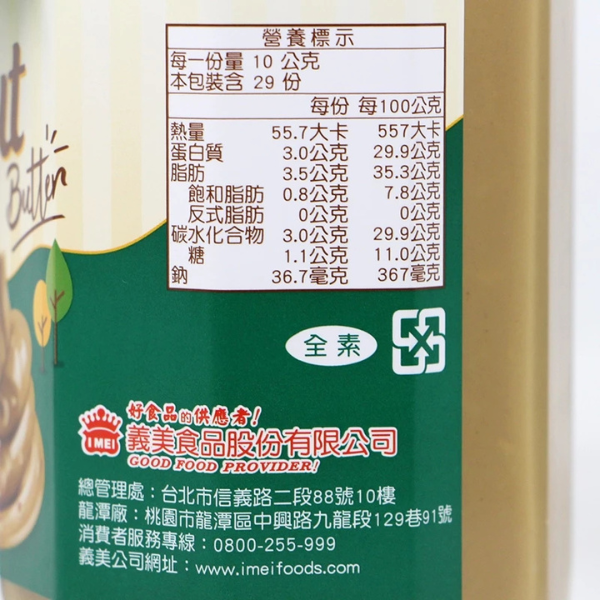 ut
Butter
營養標示
每一份量 10 公克
本包裝含 29 份
每份 每100公克
熱量 55.7大卡 557大卡
蛋白質 3.0公克 29.9公克
脂肪 3.5公克 35.3公克
飽和脂肪 0.8公克 7.8公克
反式脂肪 0公克 0公克
碳水化合物 3.0公克 29.9公克
糖 1.1公克 11.0公克
鈉 36.7毫克 367毫克
全素
好食品的供應者!
I MEI 義美食品股份有限公司
GOOD FOOD PROVIDER!
總管理處：台北市信義路二段88號10樓
龍潭廠：桃園市龍潭區中興路九龍段129巷91號
消費者服務專線：0800-255-999
義美公司網址：www.imeifoods.com